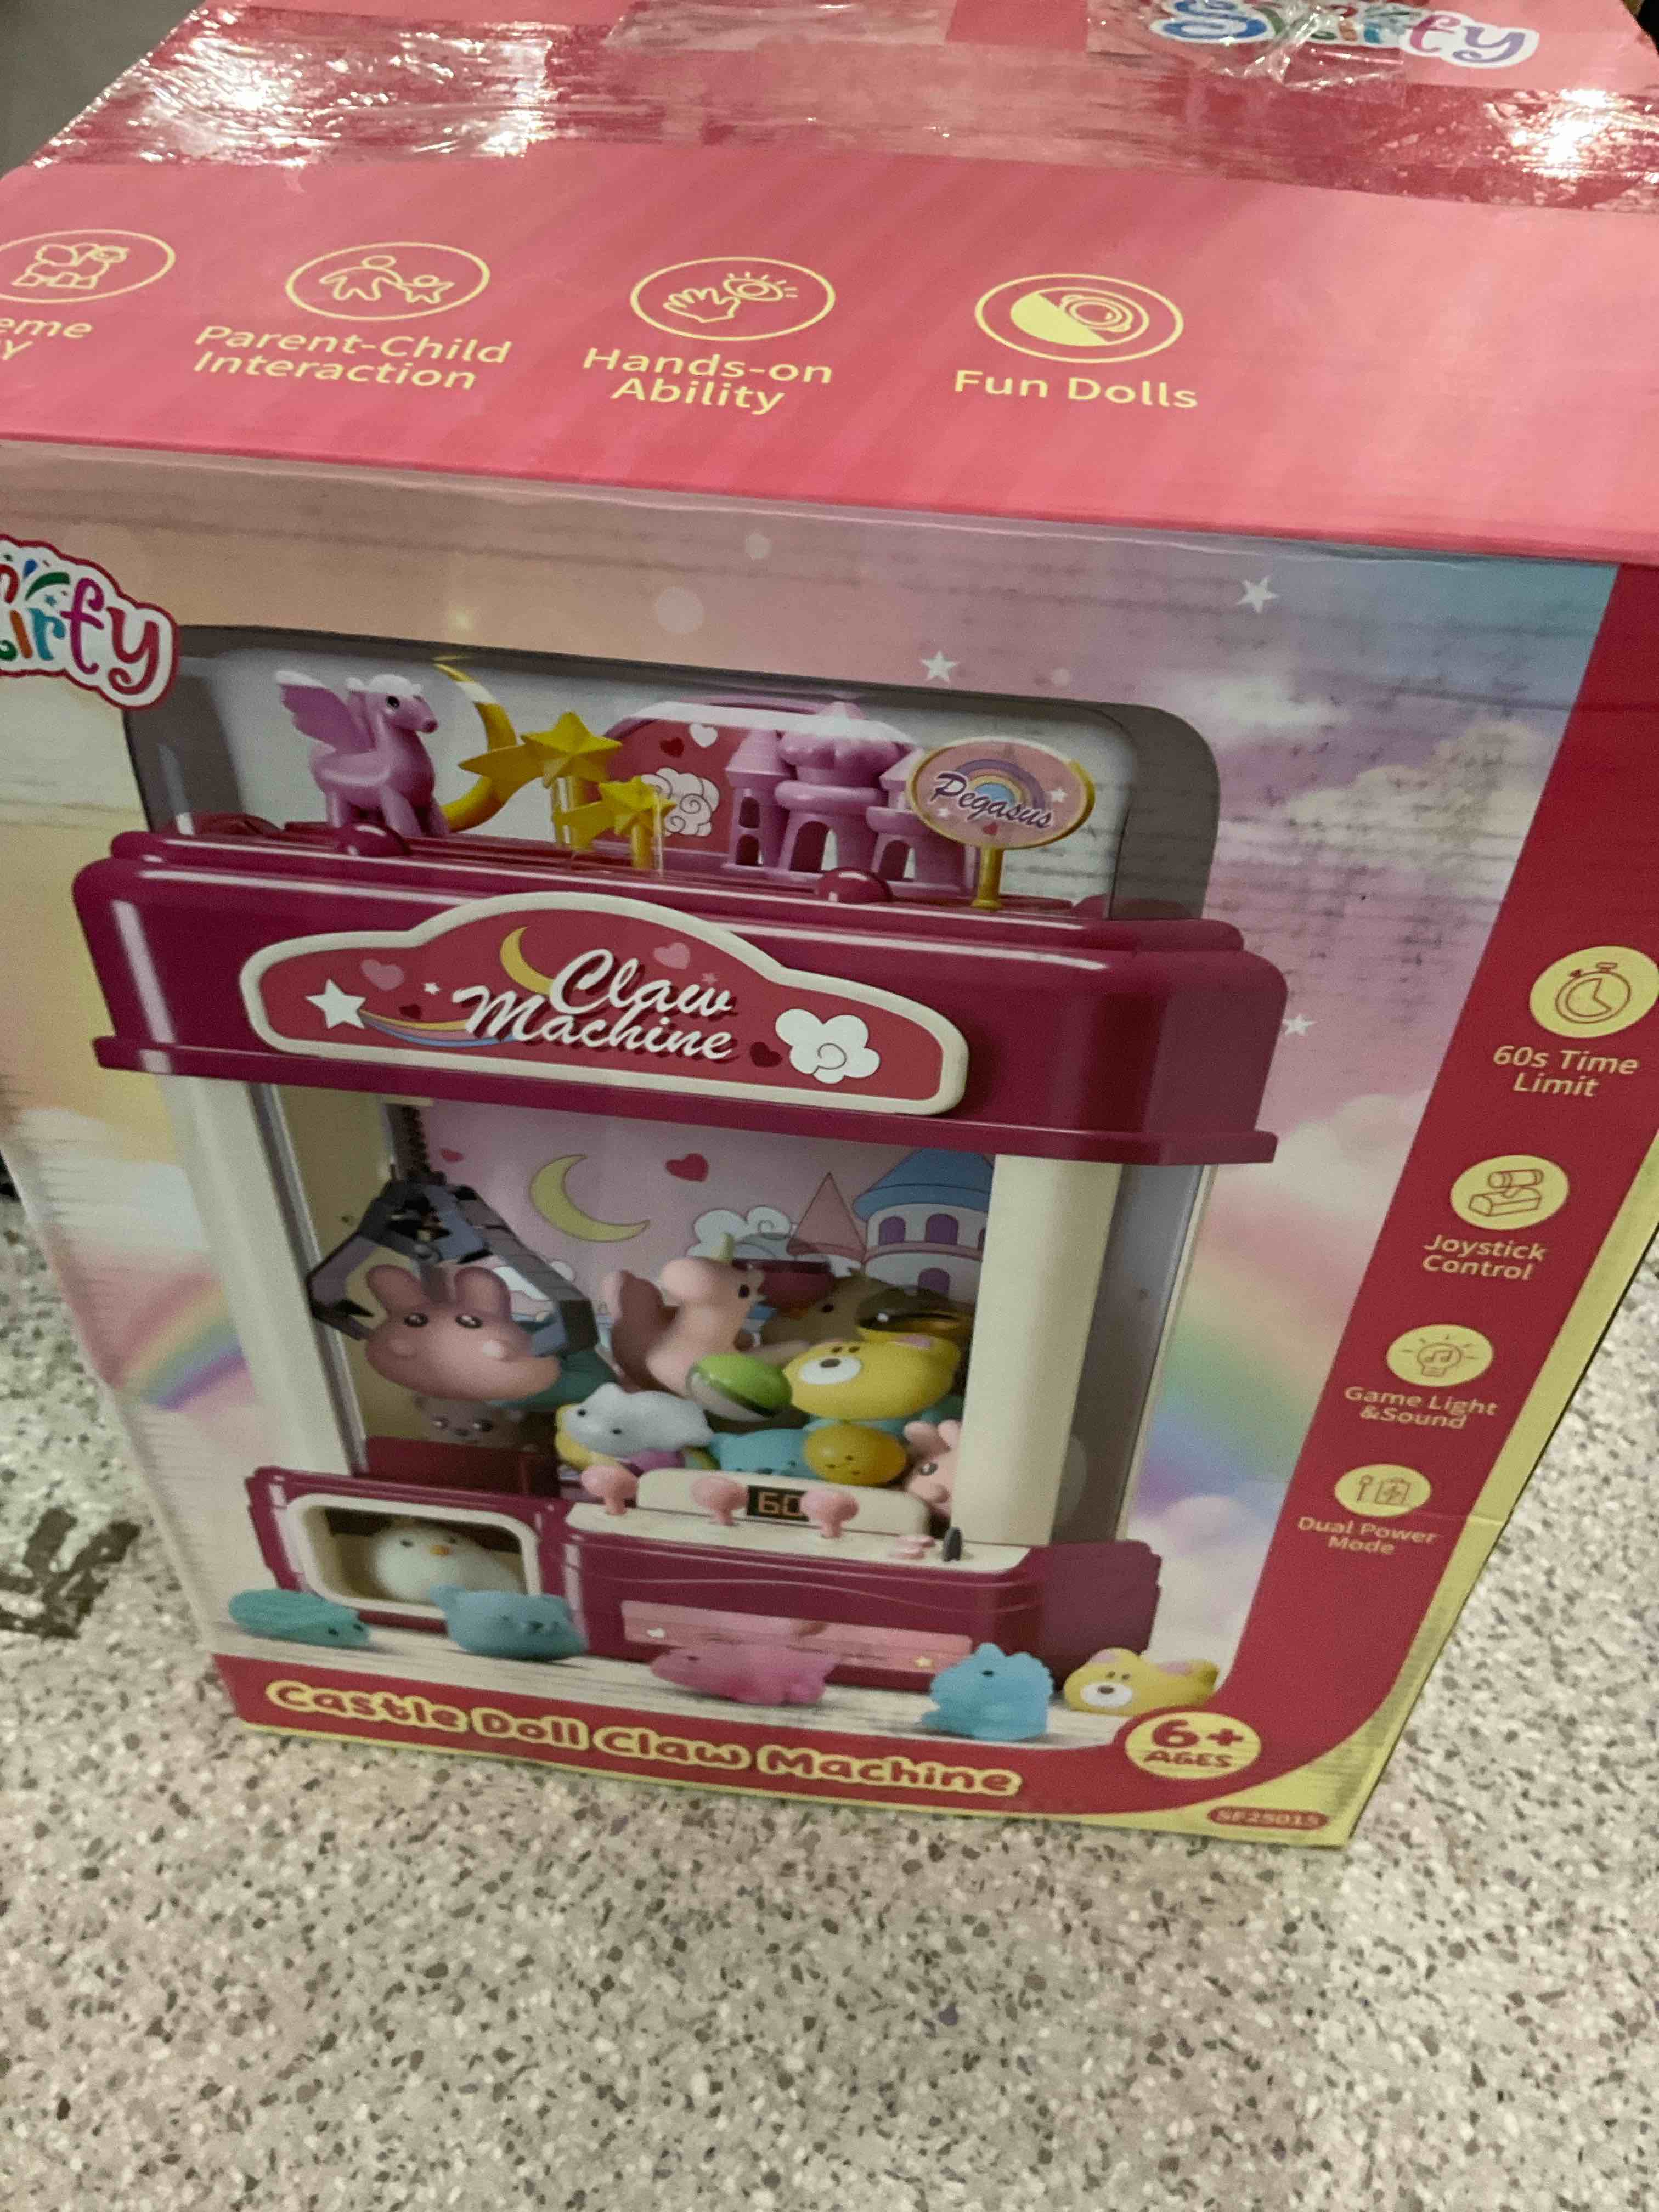 Parent-Child
Interaction
Hands-on
Ability
Fun Dolls
Pegasus
Claw
Machine
60s Time
Limit
Joystick
Control
Game Light
&Sound
60
Dual Power
Mode
Castle Doll Claw Machine
6+
AGES
SF25015